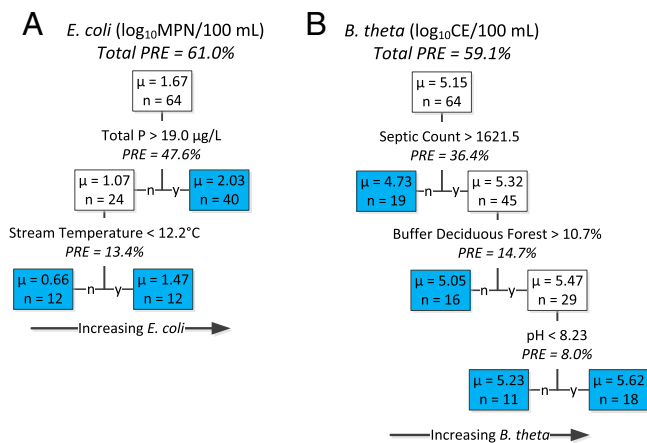 A
E. coli (log₁₀MPN/100 mL)
Total PRE = 61.0%
μ = 1.67
n = 64
Total P > 19.0 μg/L
PRE = 47.6%
μ = 1.07
n = 24
n
y
μ = 2.03
n = 40
Stream Temperature < 12.2°C
PRE = 13.4%
μ = 0.66
n = 12
n
y
μ = 1.47
n = 12
Increasing E. coli
B
B. theta (log₁₀CE/100 mL)
Total PRE = 59.1%
μ = 5.15
n = 64
Septic Count > 1621.5
PRE = 36.4%
μ = 4.73
n = 19
n
y
μ = 5.32
n = 45
Buffer Deciduous Forest > 10.7%
PRE = 14.7%
μ = 5.05
n = 16
n
y
μ = 5.47
n = 29
pH < 8.23
PRE = 8.0%
μ = 5.23
n = 11
n
y
μ = 5.62
n = 18
Increasing B. theta